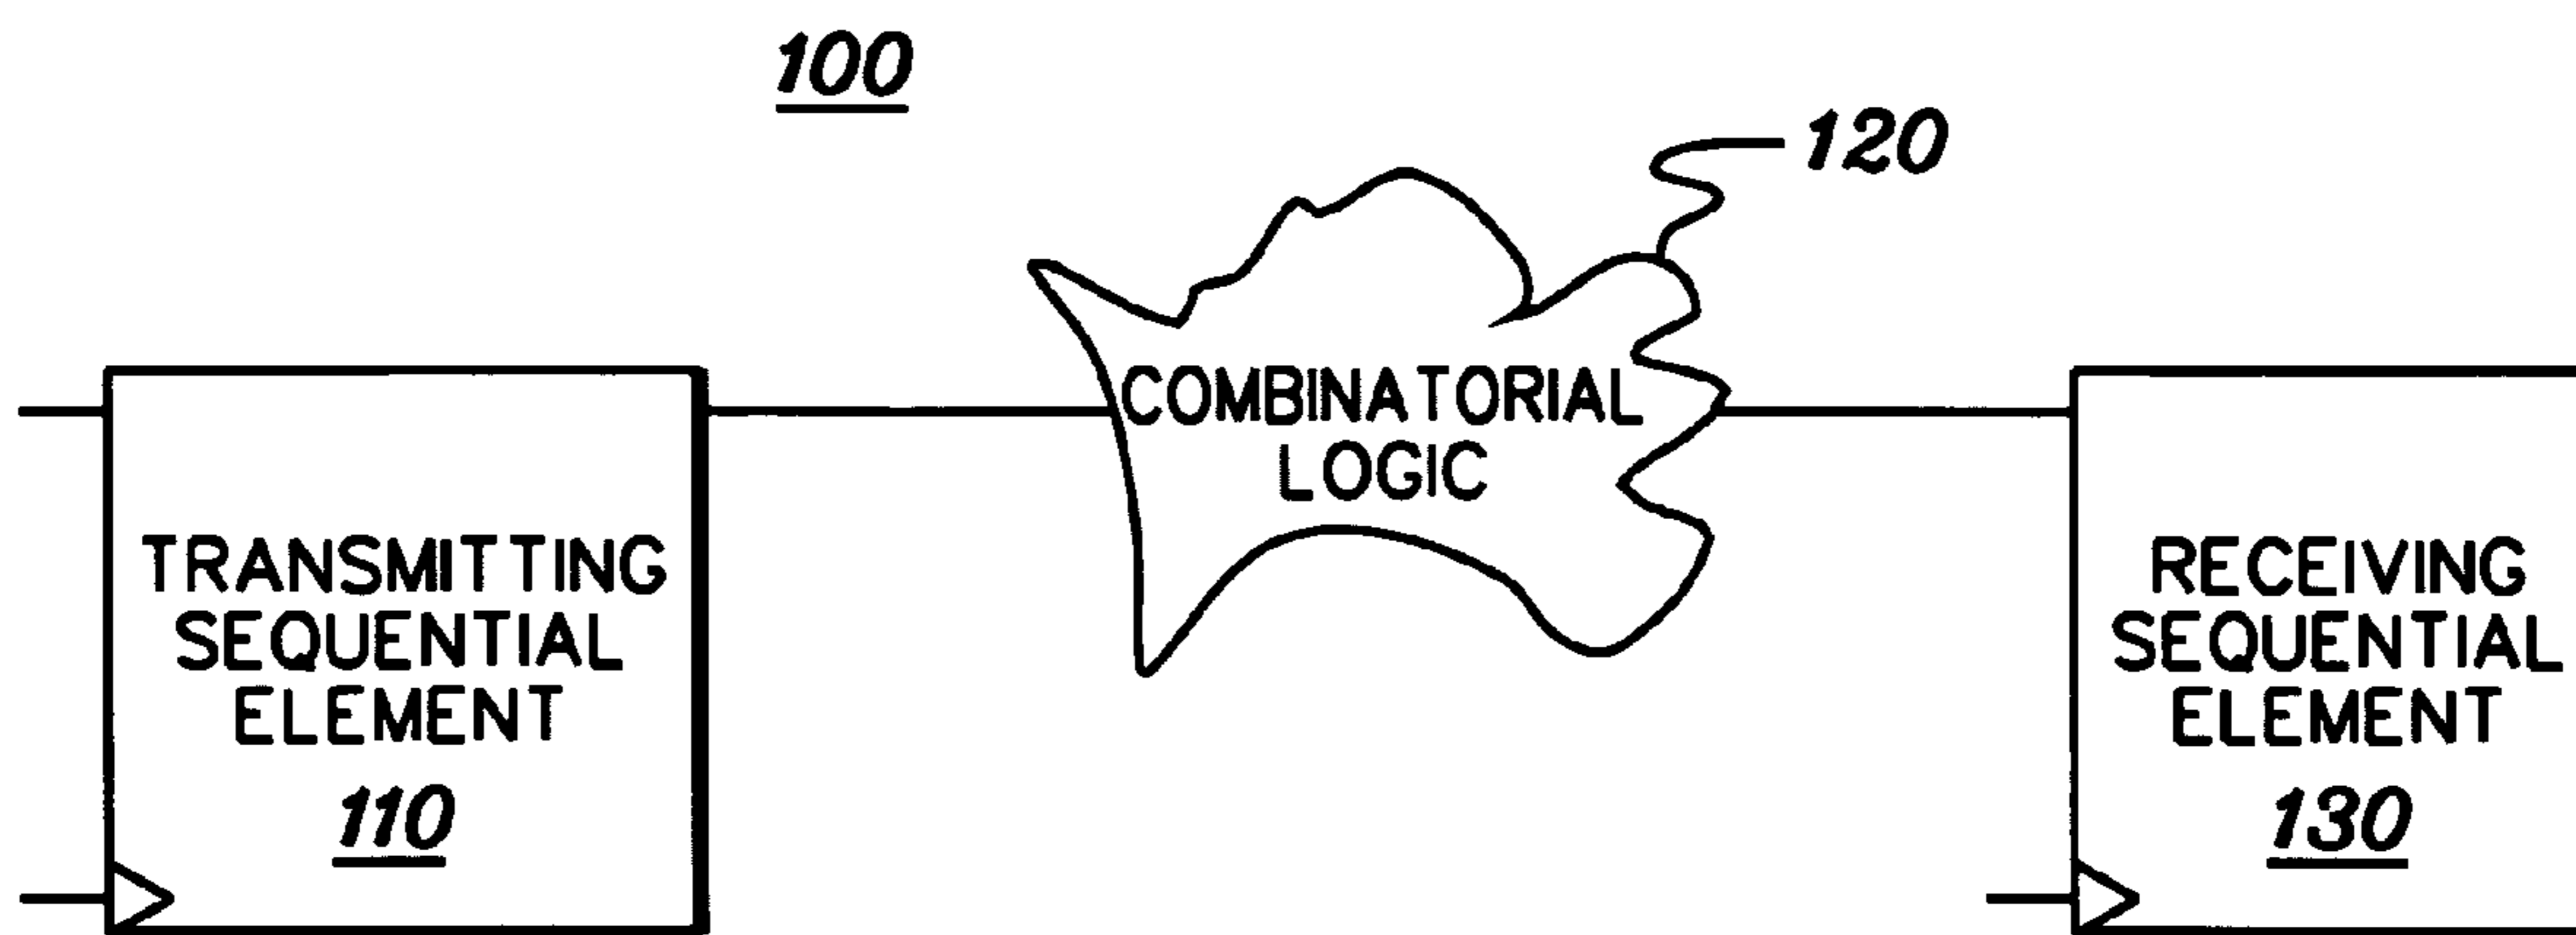 100
120
COMBINATORIAL
LOGIC
TRANSMITTING
SEQUENTIAL
ELEMENT
110
RECEIVING
SEQUENTIAL
ELEMENT
130